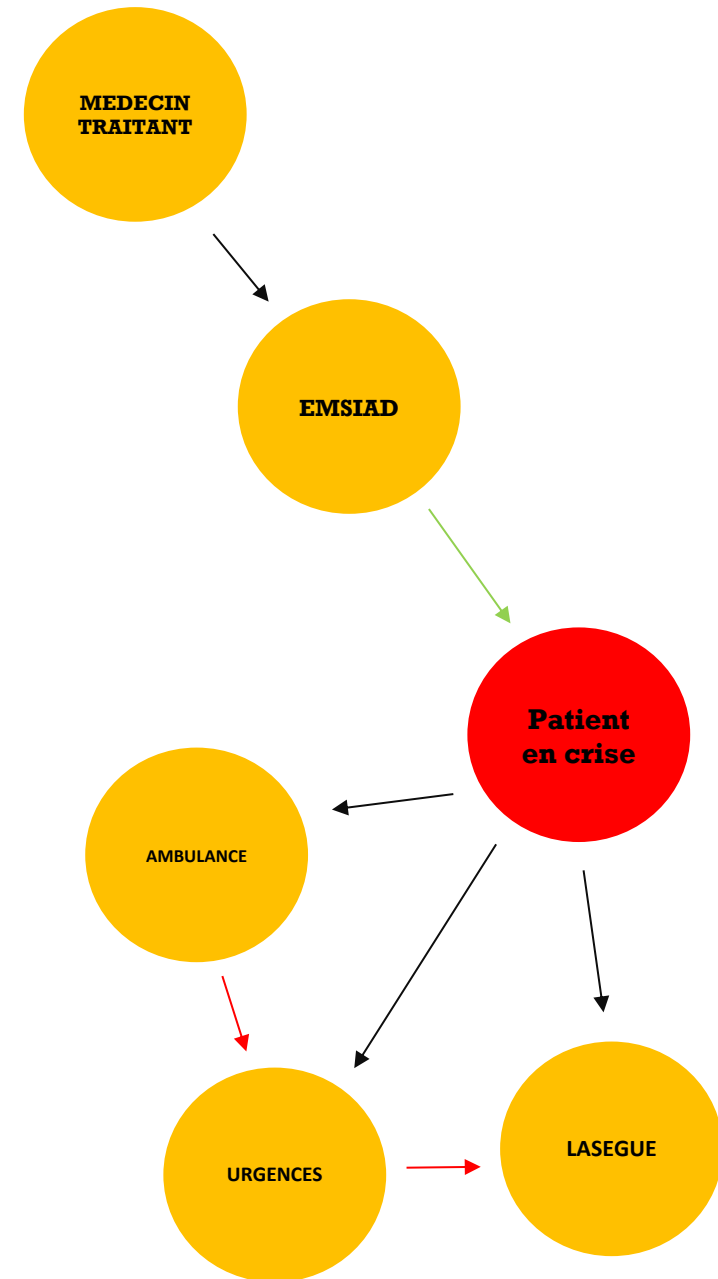 MEDECIN
TRAITANT
EMSIAD
Patient
en crise
AMBULANCE
LASEGUE
URGENCES